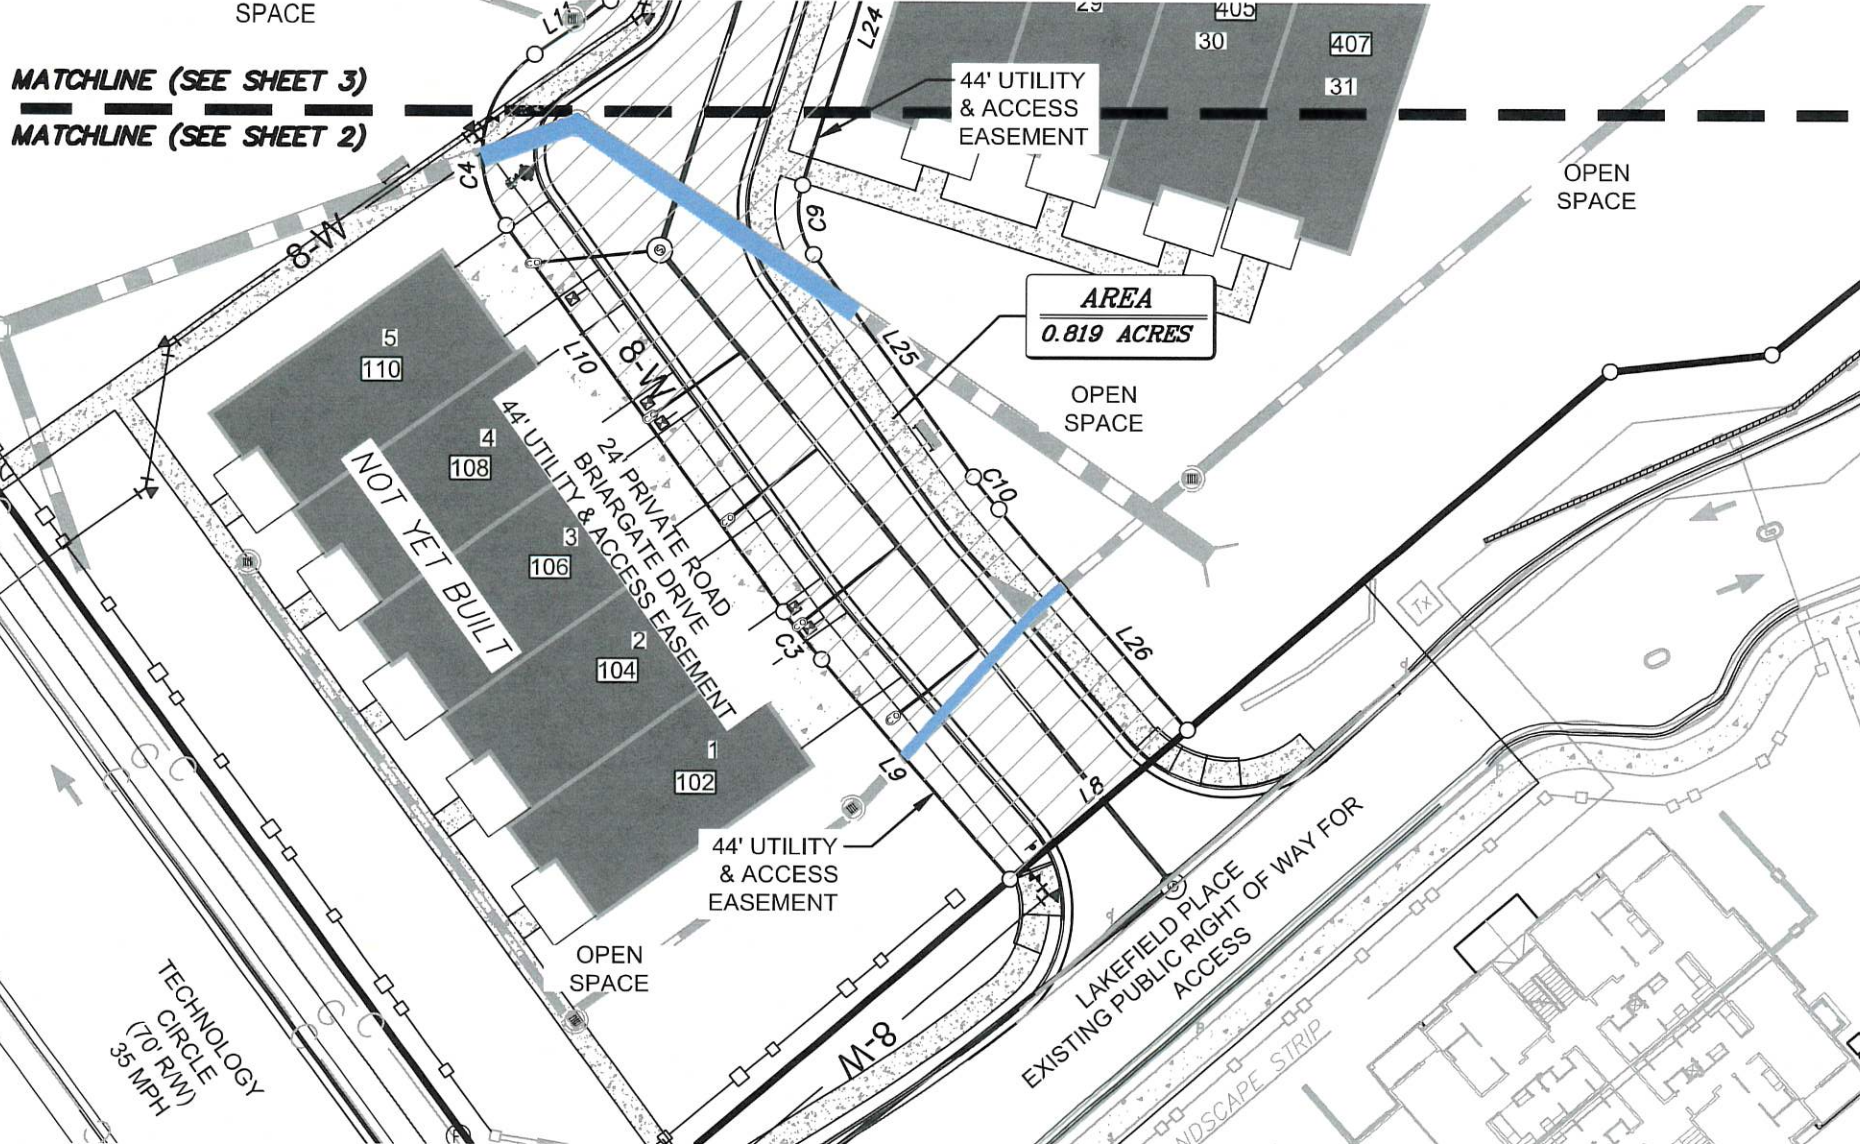 SPACE
L11
L24
29
405
30
407
31
MATCHLINE (SEE SHEET 3)
MATCHLINE (SEE SHEET 2)
44' UTILITY
& ACCESS
EASEMENT
C4
C9
OPEN
SPACE
8-W
S
AREA
0.819 ACRES
L10
8-W
L25
OPEN
SPACE
5
110
4
108
3
106
2
104
1
102
NOT YET BUILT
24' PRIVATE ROAD
BRIARGATE DRIVE
44' UTILITY & ACCESS EASEMENT
C10
C3
L26
TX
L9
L8
44' UTILITY
& ACCESS
EASEMENT
OPEN
SPACE
LAKEFIELD PLACE
EXISTING PUBLIC RIGHT OF WAY FOR
ACCESS
W-8
TECHNOLOGY
CIRCLE
(70' R/W)
35 MPH
NDSCAPE STRIP